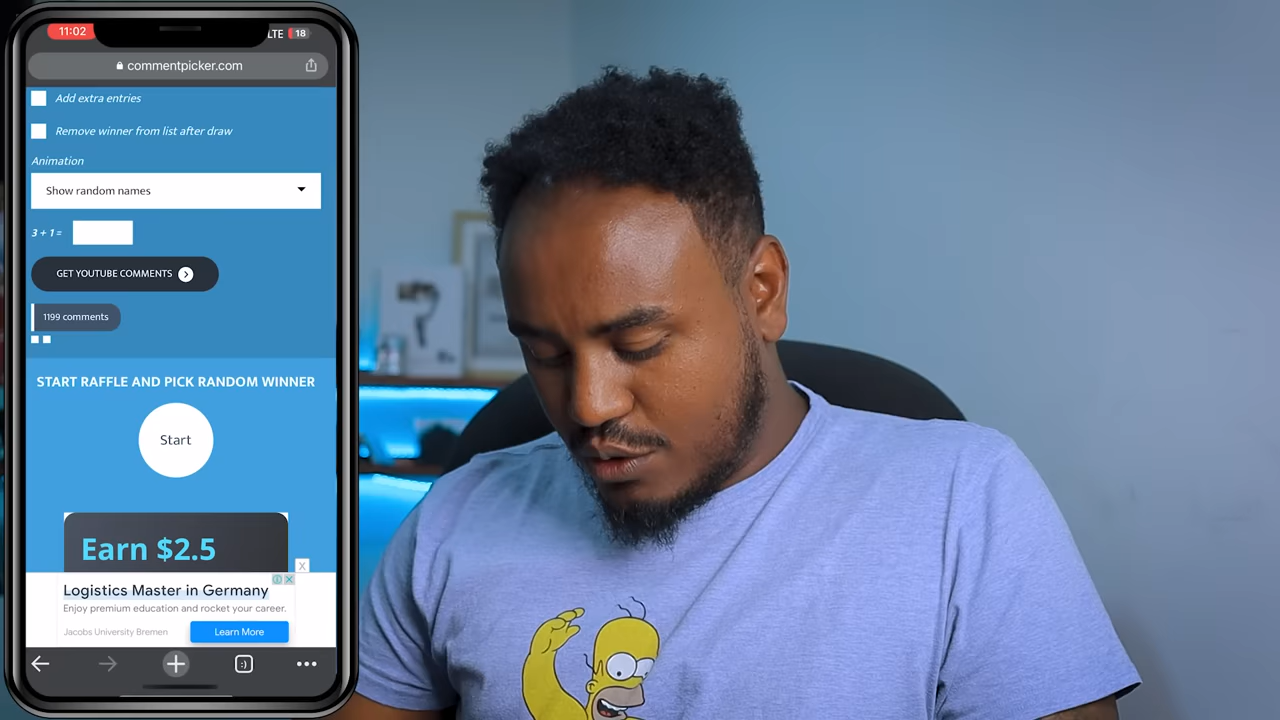 11:02
LTE 18
commentpicker.com
Add extra entries
Remove winner from list after draw
Animation
Show random names
3 + 1 =
GET YOUTUBE COMMENTS
1199 comments
START RAFFLE AND PICK RANDOM WINNER
Start
Earn $2.5
X
Logistics Master in Germany
Enjoy premium education and rocket your career.
Jacobs University Bremen
Learn More
:)